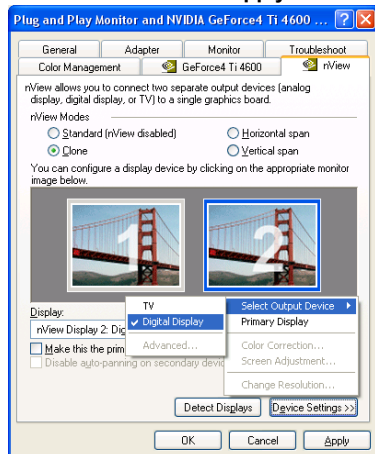 Plug and Play Monitor and NVIDIA GeForce4 Ti 4600 ...
General Adapter Monitor Troubleshoot
Color Management GeForce4 Ti 4600 nView
nView allows you to connect two separate output devices (analog
display, digital display, or TV) to a single graphics board.
nView Modes
Standard (nView disabled) Horizontal span
Clone Vertical span
You can configure a display device by clicking on the appropriate monitor
image below.
1 2
Display:
nView Display 2: Dig
Make this the prim
Disable auto-panning on secondary devic
TV
Digital Display
Advanced...
Select Output Device
Primary Display
Color Correction...
Screen Adjustment...
Change Resolution...
Detect Displays Device Settings >>
OK Cancel Apply